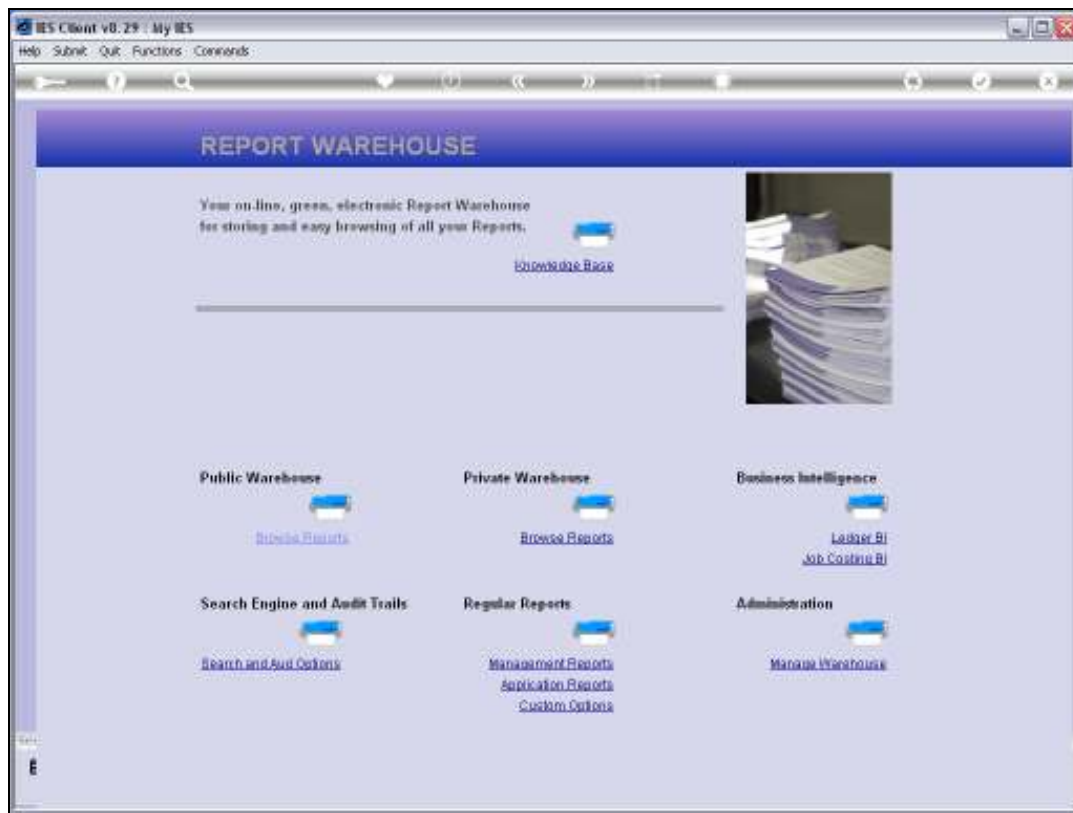 IES Client v8.29 : My IES
Help Submit Quit Functions Commands
REPORT WAREHOUSE
Your on-line, green, electronic Report Warehouse
for storing and easy browsing of all your Reports.
Knowledge Base
Public Warehouse Private Warehouse Business Intelligence
Browse Reports Browse Reports Ledger BI
Job Costing BI
Search Engine and Audit Trails Regular Reports Administration
Search and Aud Options Management Reports Manage Warehouse
Application Reports
Custom Options